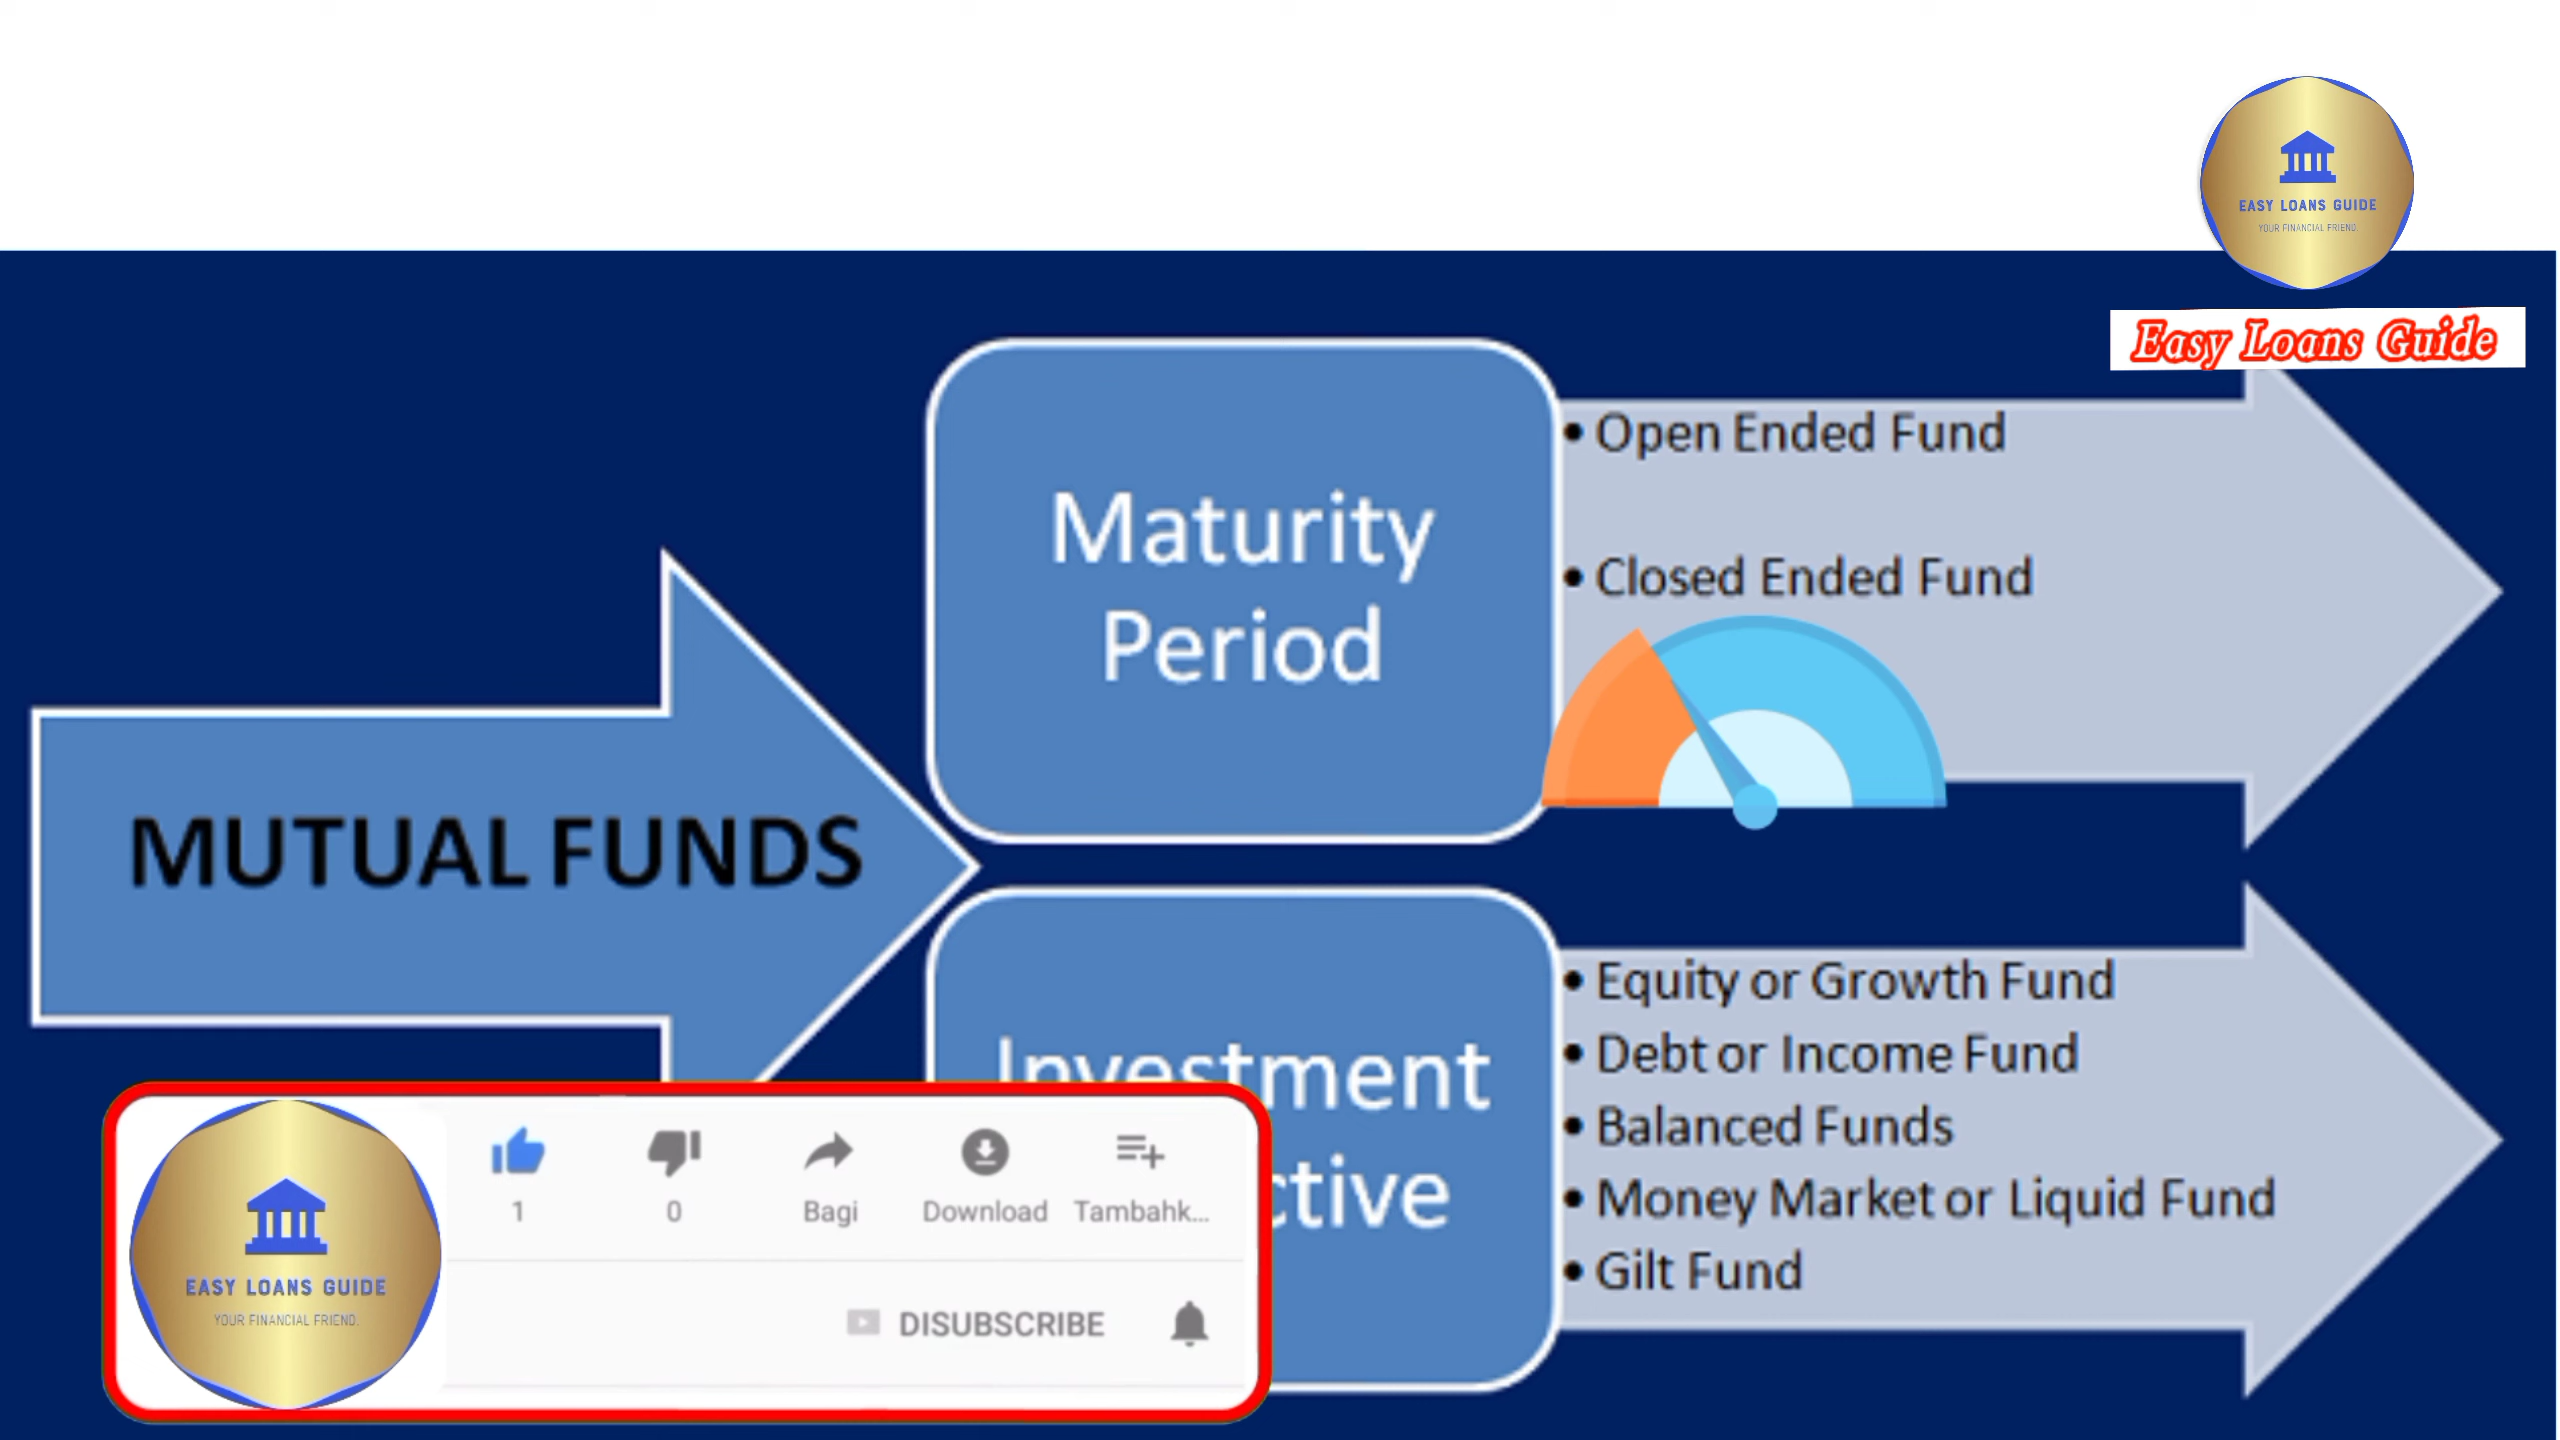 EASY LOANS GUIDE
YOUR FINANCIAL FRIEND.
Easy Loans Guide
MUTUAL FUNDS
Maturity
Period
• Open Ended Fund
• Closed Ended Fund
Investment
ctive
• Equity or Growth Fund
• Debt or Income Fund
• Balanced Funds
• Money Market or Liquid Fund
• Gilt Fund
1
0
Bagi
Download
Tambahk...
EASY LOANS GUIDE
YOUR FINANCIAL FRIEND.
DISUBSCRIBE